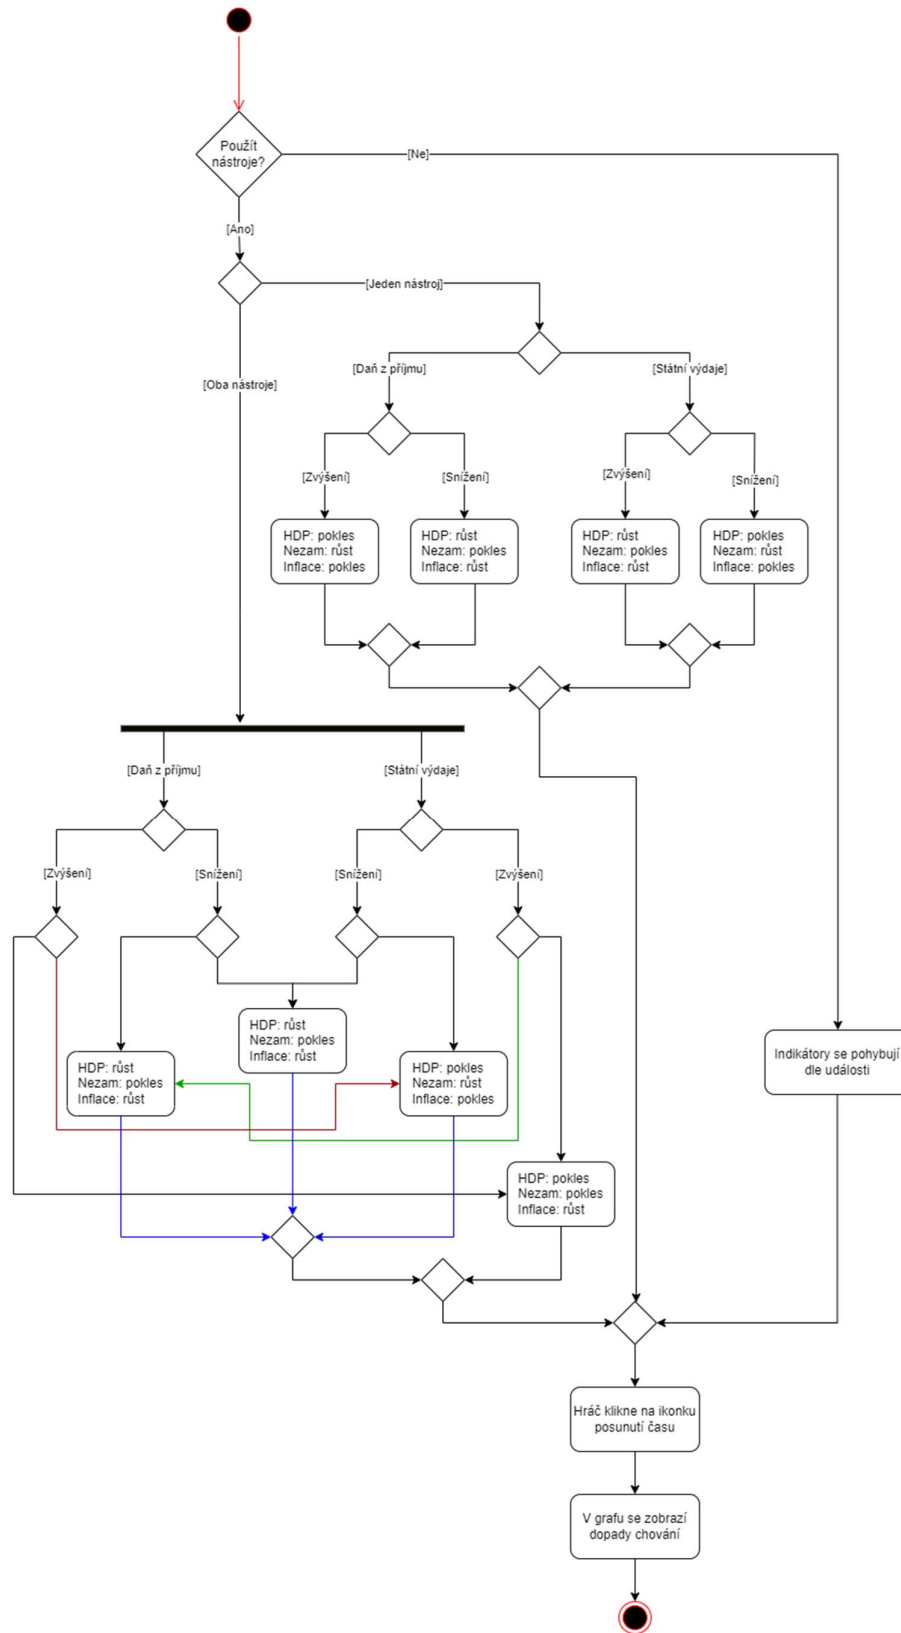 Použít
nástroje?
[Ne]
[Ano]
[Jeden nástroj]
[Oba nástroje]
[Daň z příjmu]
[Státní výdaje]
[Zvýšení]
[Snížení]
[Zvýšení]
[Snížení]
HDP: pokles
Nezam: růst
Inflace: pokles
HDP: růst
Nezam: pokles
Inflace: růst
HDP: růst
Nezam: pokles
Inflace: růst
HDP: pokles
Nezam: růst
Inflace: pokles
[Daň z příjmu]
[Státní výdaje]
[Zvýšení]
[Snížení]
[Snížení]
[Zvýšení]
HDP: růst
Nezam: pokles
Inflace: růst
HDP: růst
Nezam: pokles
Inflace: růst
HDP: pokles
Nezam: růst
Inflace: pokles
Indikátory se pohybují
dle události
HDP: pokles
Nezam: pokles
Inflace: růst
Hráč klikne na ikonku
posunutí času
V grafu se zobrazí
dopady chování